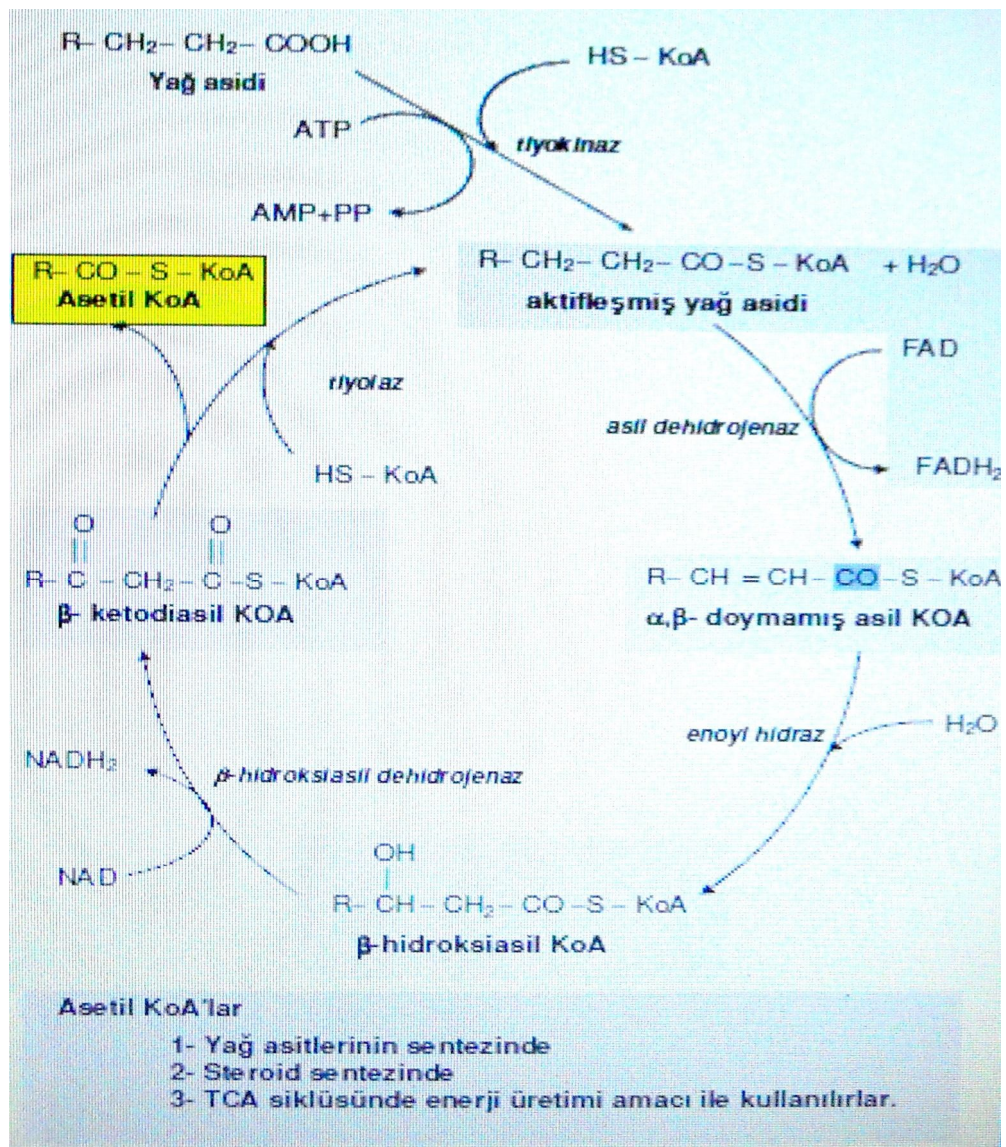 R– CH₂– CH₂– COOH
Yağ asidi
HS – KoA
ATP
tiyokinaz
AMP+PP
R– CO – S – KoA
Asetil KoA
R– CH₂– CH₂– CO –S – KoA + H₂O
aktifleşmiş yağ asidi
FAD
tiyolaz
asil dehidrojenaz
HS – KoA
FADH₂
O O
|| ||
R– C – CH₂– C –S – KoA
β- ketodiasil KOA
R– CH =CH– CO –S – KoA
α,β- doymamış asil KOA
enoyl hidraz
H₂O
NADH₂
β-hidroksiasil dehidrojenaz
NAD
OH
|
R– CH – CH₂– CO –S – KoA
β-hidroksiasil KoA
Asetil KoA'lar
1- Yağ asitlerinin sentezinde
2- Steroid sentezinde
3- TCA siklüsünde enerji üretimi amacı ile kullanılırlar.